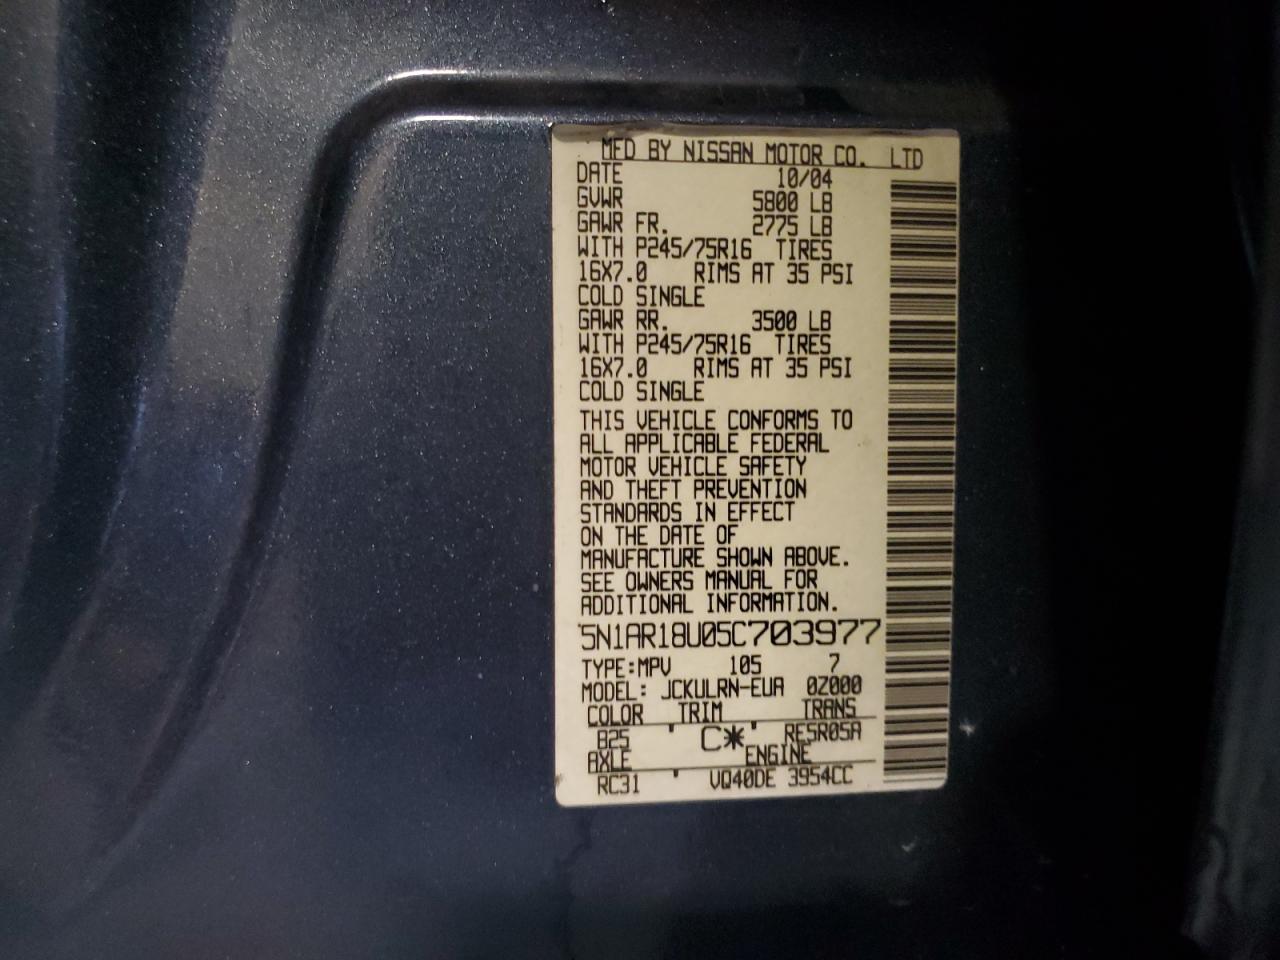 MFD BY NISSAN MOTOR CO. LTD
DATE 10/04
GVWR 5800 LB
GAWR FR. 2775 LB
WITH P245/75R16 TIRES
16X7.0 RIMS AT 35 PSI
COLD SINGLE
GAWR RR. 3500 LB
WITH P245/75R16 TIRES
16X7.0 RIMS AT 35 PSI
COLD SINGLE
THIS VEHICLE CONFORMS TO
ALL APPLICABLE FEDERAL
MOTOR VEHICLE SAFETY
AND THEFT PREVENTION
STANDARDS IN EFFECT
ON THE DATE OF
MANUFACTURE SHOWN ABOVE.
SEE OWNERS MANUAL FOR
ADDITIONAL INFORMATION.
5N1AR18U05C703977
TYPE:MPV 105 7
MODEL: JCKULRN-EUA 0Z000
COLOR TRIM TRANS
B25 ' C* ' RE5R05A
AXLE ENGINE
RC31 ' VQ40DE 3954CC